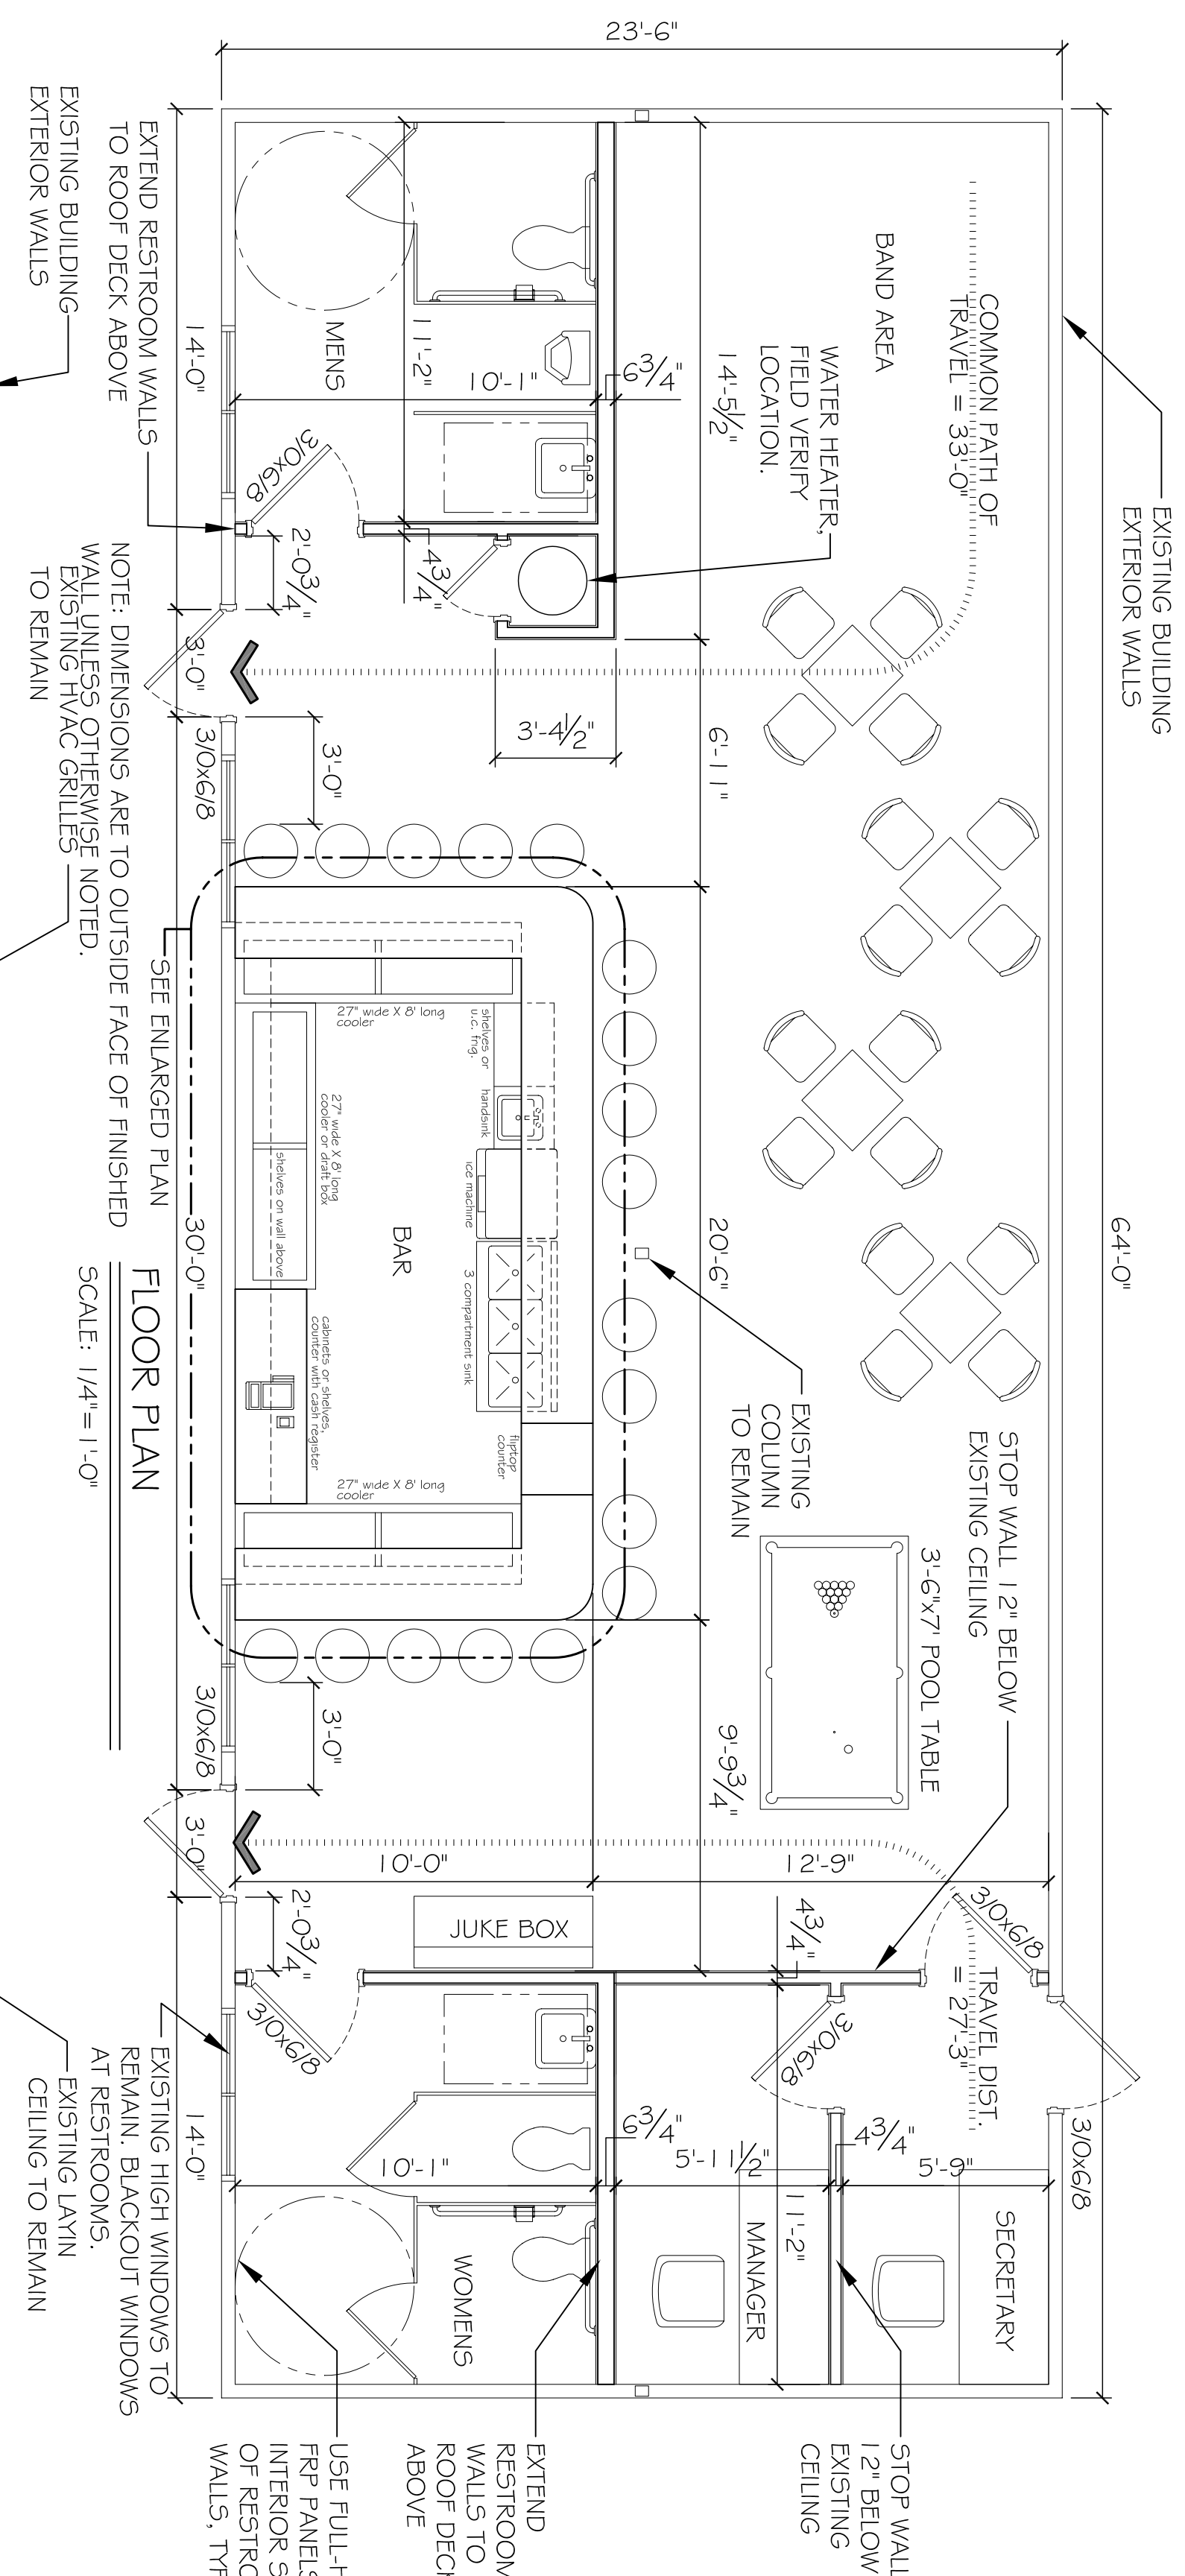 23'-6"
64'-0"
EXISTING BUILDING
EXTERIOR WALLS
COMMON PATH OF
TRAVEL = 33'-0"
BAND AREA
WATER HEATER,
FIELD VERIFY
LOCATION.
14'-5½"
6¾"
10'-1"
11'-2"
MENS
3/0x6/8
2'-0¾"
4¾"
3'-4½"
6'-11"
20'-6"
9'-9¾"
EXISTING
COLUMN
TO REMAIN
STOP WALL 12" BELOW
EXISTING CEILING
3'-6"x7' POOL TABLE
12'-9"
10'-0"
4¾"
3/0x6/8
TRAVEL DIST.
= 27'-3"
3/0x6/8
3/0x6/8
4¾"
5'-9"
SECRETARY
5'-11½"
6¾"
11'-2"
MANAGER
10'-1"
WOMENS
JUKE BOX
2'-0¾"
3/0x6/8
3'-0"
3'-0"
27" wide X 8' long
cooler
shelves or
u.c. fng.
handsink
ice machine
3 compartment sink
fliptop
counter
BAR
27" wide X 8' long
cooler or draft box
shelves on wall above
cabinets or shelves,
counter with cash register
27" wide X 8' long
cooler
14'-0"
3'-0"
3/0x6/8
30'-0"
3/0x6/8
3'-0"
14'-0"
EXTEND RESTROOM WALLS
TO ROOF DECK ABOVE
EXISTING BUILDING
EXTERIOR WALLS
SEE ENLARGED PLAN
NOTE: DIMENSIONS ARE TO OUTSIDE FACE OF FINISHED
WALL UNLESS OTHERWISE NOTED.
EXISTING HVAC GRILLES
TO REMAIN
FLOOR PLAN
SCALE: 1/4"= 1'-0"
EXISTING HIGH WINDOWS TO
REMAIN. BLACKOUT WINDOWS
AT RESTROOMS.
EXISTING LAYIN
CEILING TO REMAIN
STOP WALL
12" BELOW
EXISTING
CEILING
EXTEND
RESTROOM
WALLS TO
ROOF DECK
ABOVE
USE FULL-H
FRP PANELS
INTERIOR S
OF RESTRO
WALLS, TYP